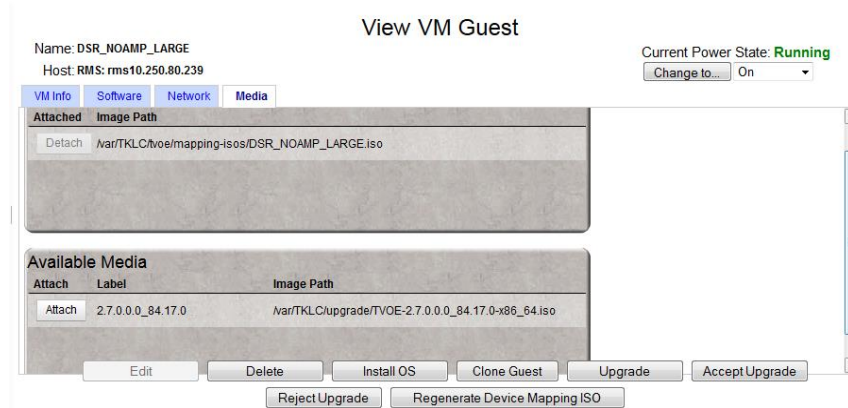 View VM Guest
Name: DSR_NOAMP_LARGE
Host: RMS: rms10.250.80.239
Current Power State: Running
Change to... On
VM Info Software Network Media
Attached Image Path
Detach /var/TKLC/tvoe/mapping-isos/DSR_NOAMP_LARGE.iso
Available Media
Attach Label Image Path
Attach 2.7.0.0.0_84.17.0 /var/TKLC/upgrade/TVOE-2.7.0.0.0_84.17.0-x86_64.iso
Edit Delete Install OS Clone Guest Upgrade Accept Upgrade
Reject Upgrade Regenerate Device Mapping ISO